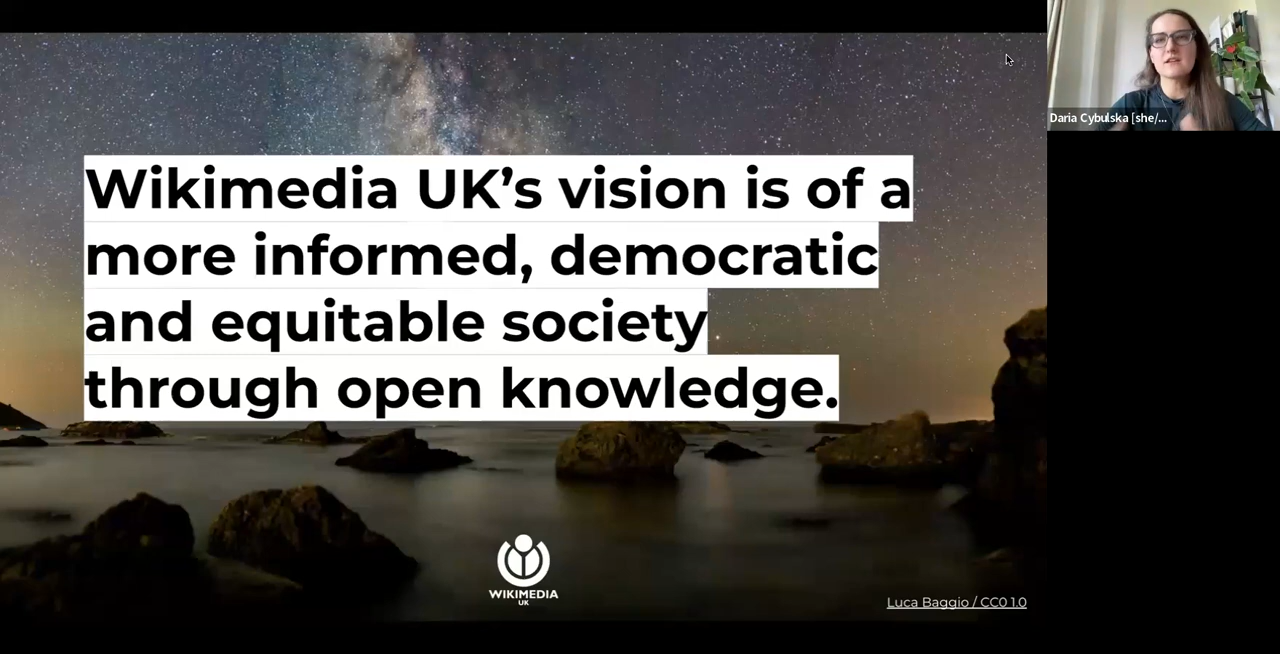 Wikimedia UK’s vision is of a
more informed, democratic
and equitable society
through open knowledge.
WIKIMEDIA
UK
Luca Baggio / CC0 1.0
Daria Cybulska [she/...